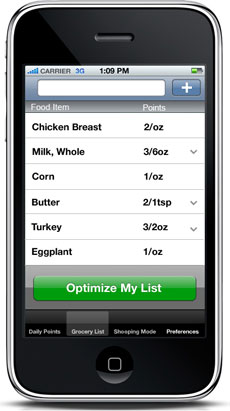 CARRIER 3G 1:09 PM
+
Food Item Points
Chicken Breast 2/oz
Milk, Whole 3/6oz
Corn 1/oz
Butter 2/1tsp
Turkey 3/2oz
Eggplant 1/oz
Optimize My List
Daily Points Grocery List Shooping Mode Preferences